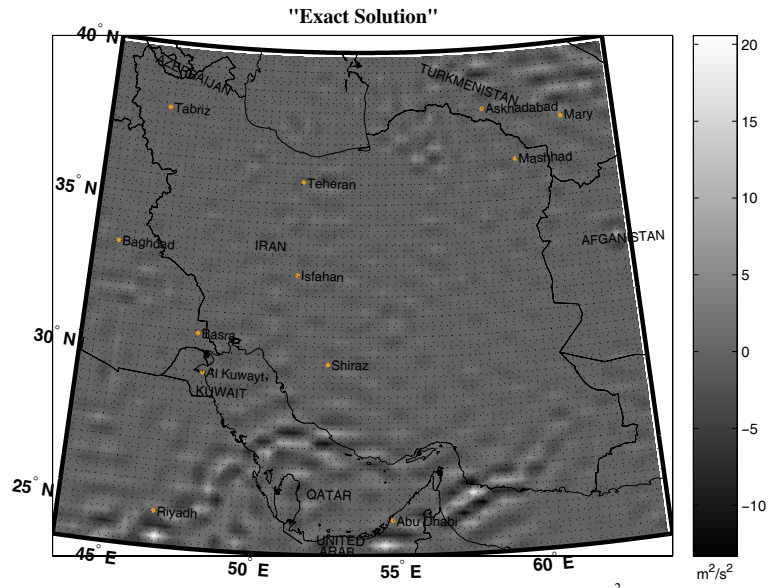 "Exact Solution"
40° N
20
AZERBAIJAN
TURKMENISTAN
Tabriz
Asknadabad
Mary
15
Mashhad
35° N
Teheran
10
Baghdad
IRAN
AFGANISTAN
5
Isfahan
30° N
Basra
0
Shiraz
Al Kuwayt
KUWAIT
−5
25° N
QATAR
Riyadh
Abu Dhabi
−10
UNITED
ARAB
45° E
50° E
55° E
60° E
m²/s²
2